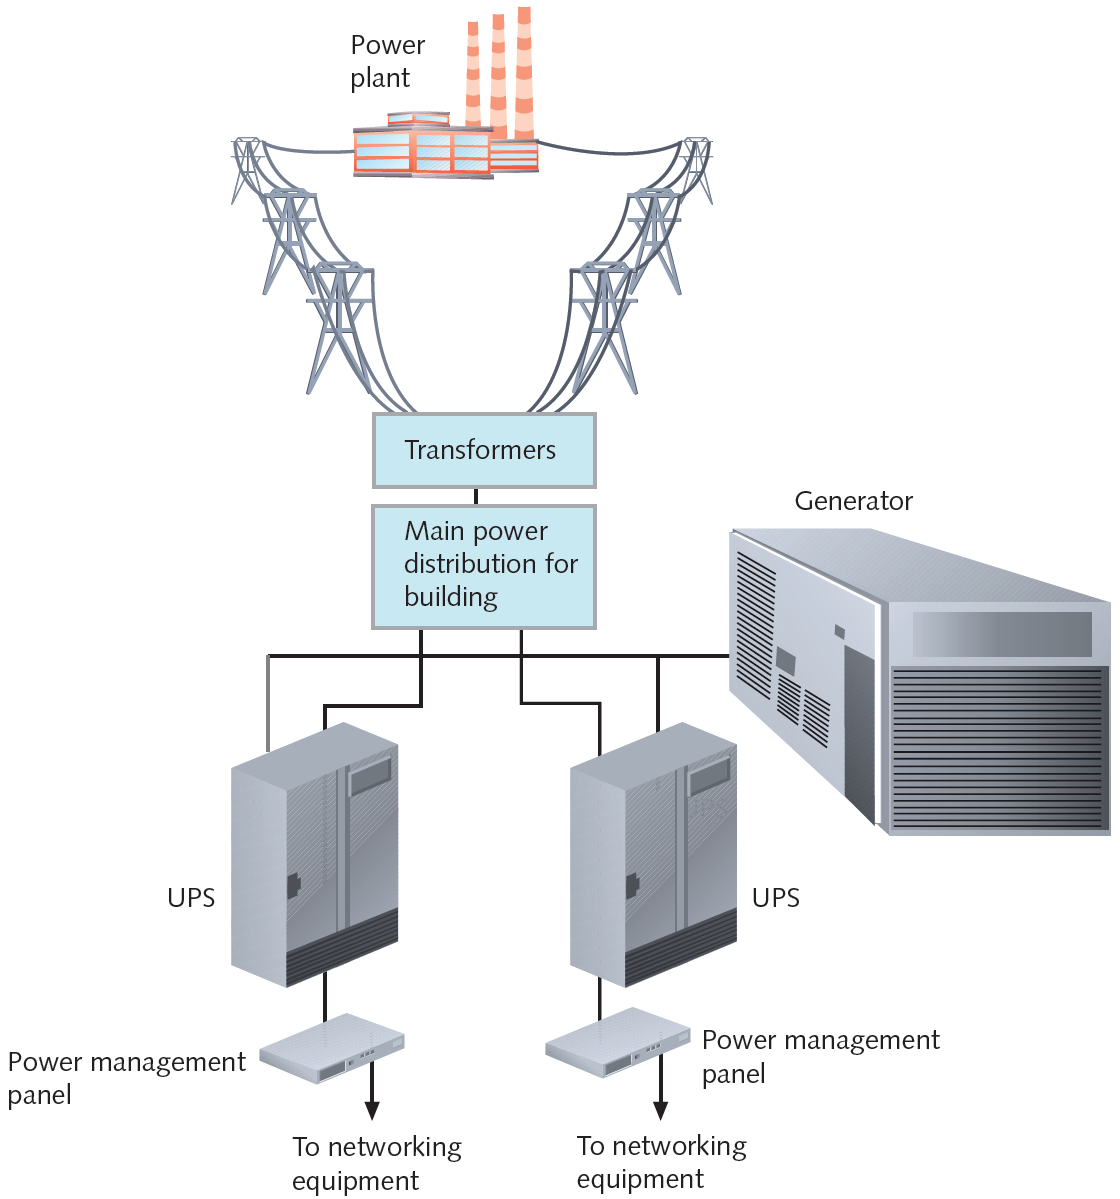 Power
plant
Transformers
Generator
Main power
distribution for
building
UPS
UPS
Power management
panel
Power management
panel
To networking
equipment
To networking
equipment